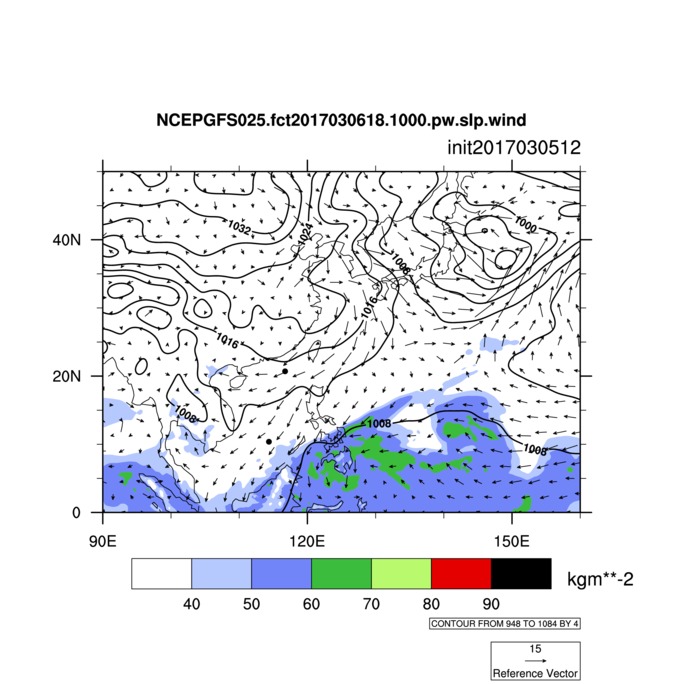 NCEPGFS025.fct2017030618.1000.pw.slp.wind
init2017030512
1000
1032
1024
40N
1008
1016
1016
20N
1008
1008
1008
0
90E 120E 150E
kgm**-2
40 50 60 70 80 90
CONTOUR FROM 948 TO 1084 BY 4
15
Reference Vector